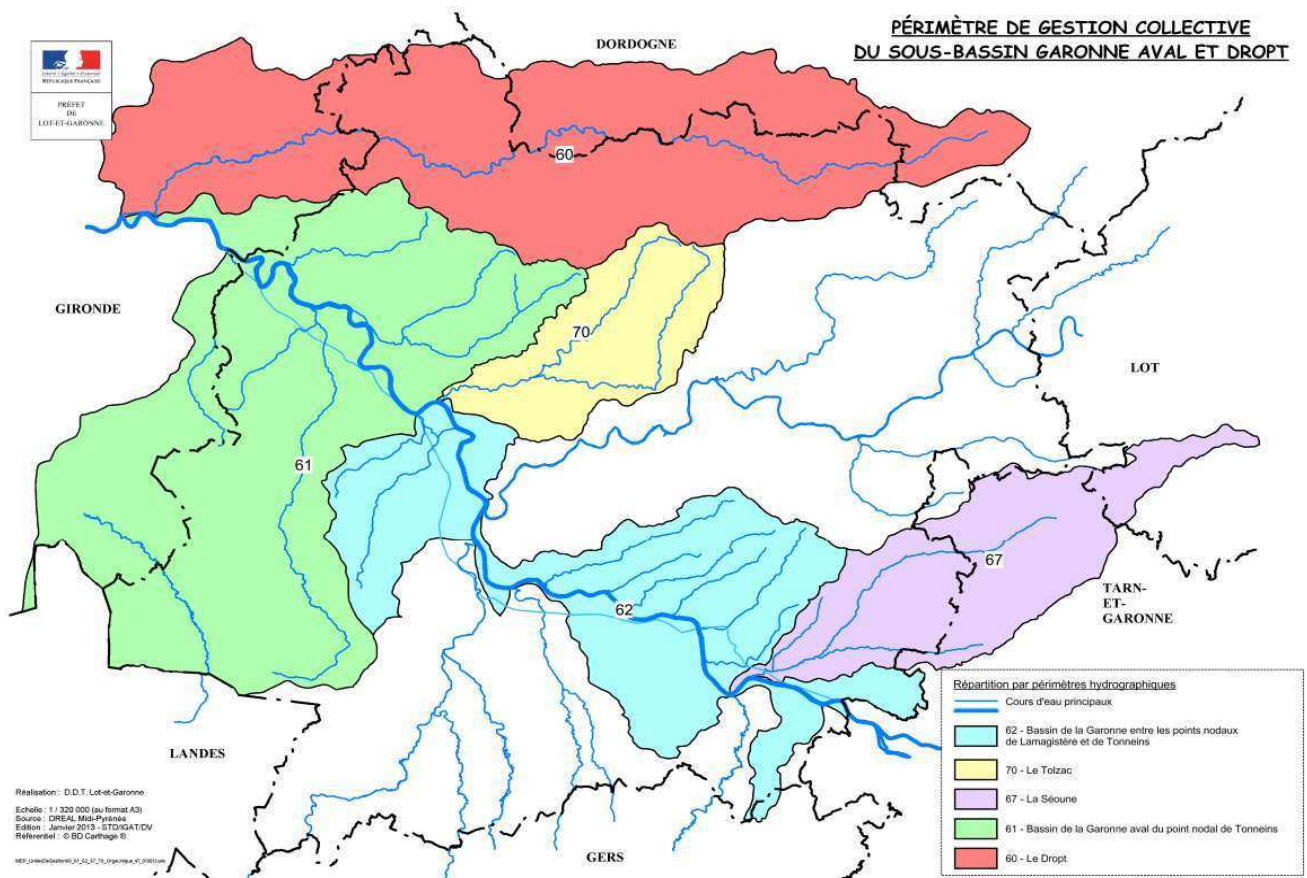 PÉRIMÈTRE DE GESTION COLLECTIVE
DU SOUS-BASSIN GARONNE AVAL ET DROPT
Liberté • Égalité • Fraternité
RÉPUBLIQUE FRANÇAISE
PRÉFET
DE
LOT-ET-GARONNE
DORDOGNE
60
GIRONDE
70
LOT
61
67
62
TARN-
ET-
GARONNE
LANDES
GERS
Répartition par périmètres hydrographiques
Cours d'eau principaux
62 - Bassin de la Garonne entre les points nodaux
de Lamagistère et de Tonneins
70 - Le Tolzac
67 - La Séoune
61 - Bassin de la Garonne aval du point nodal de Tonneins
60 - Le Dropt
Réalisation : D.D.T. Lot-et-Garonne
Echelle : 1 / 320 000 (au format A3)
Source : DREAL Midi-Pyrénée
Edition : Janvier 2013 - STD/IGAT/DV
Référentiel : © BD Carthage ®